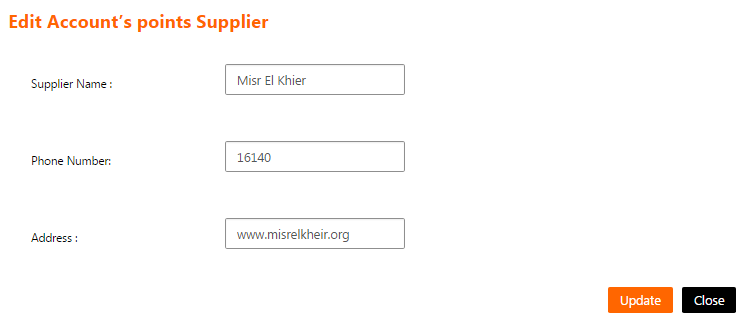 Edit Account's points Supplier
Supplier Name : Misr El Khier
Phone Number: 16140
Address : www.misrelkheir.org
Update Close